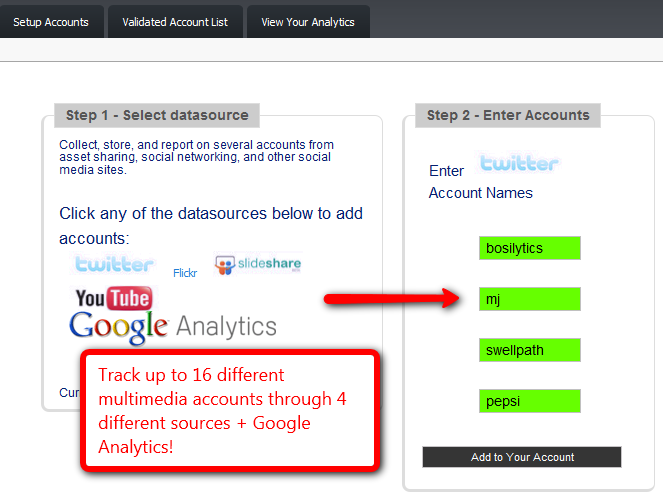 Setup Accounts
Validated Account List
View Your Analytics
Step 1 - Select datasource
Collect, store, and report on several accounts from
asset sharing, social networking, and other social
media sites.
Click any of the datasources below to add
accounts:
twitter
Flickr
slideshare
YouTube
Google Analytics
Cur
Track up to 16 different
multimedia accounts through 4
different sources + Google
Analytics!
Step 2 - Enter Accounts
Enter twitter
Account Names
bosilytics
mj
swellpath
pepsi
Add to Your Account